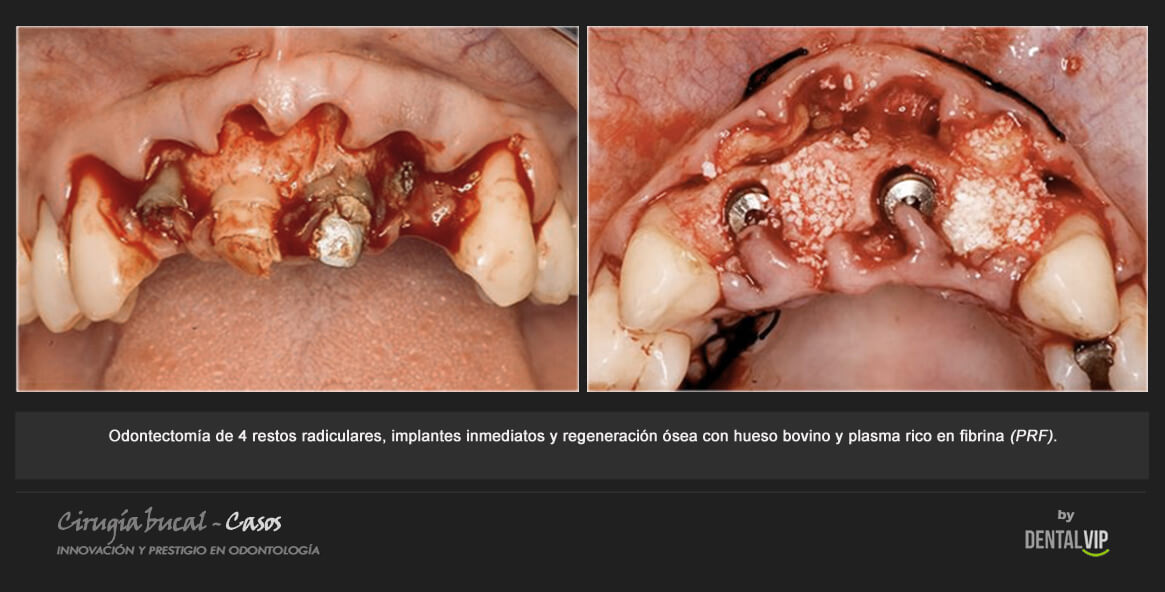 Odontectomía de 4 restos radiculares, implantes inmediatos y regeneración ósea con hueso bovino y plasma rico en fibrina (PRF).
Cirugía bucal - Casos
INNOVACIÓN Y PRESTIGIO EN ODONTOLOGÍA
by
DENTALVIP